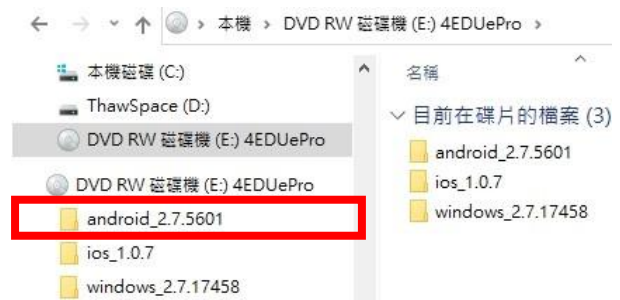 本機 › DVD RW 磁碟機 (E:) 4EDUePro ›
本機磁碟 (C:)
ThawSpace (D:)
DVD RW 磁碟機 (E:) 4EDUePro
DVD RW 磁碟機 (E:) 4EDUePro
android_2.7.5601
ios_1.0.7
windows_2.7.17458
名稱
目前在碟片的檔案 (3)
android_2.7.5601
ios_1.0.7
windows_2.7.17458